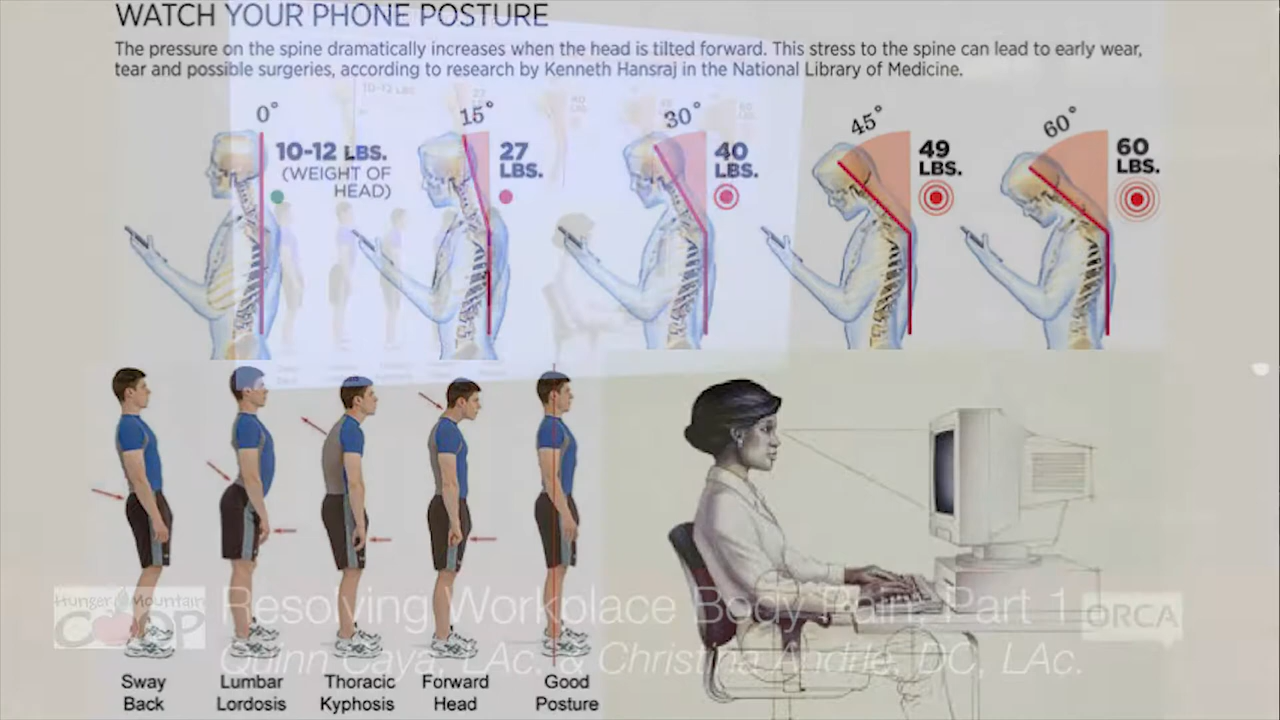 WATCH YOUR PHONE POSTURE
The pressure on the spine dramatically increases when the head is tilted forward. This stress to the spine can lead to early wear,
tear and possible surgeries, according to research by Kenneth Hansraj in the National Library of Medicine.
0° 15° 30° 45° 60°
10-12 LBS.
(WEIGHT OF
HEAD)
27
LBS.
40
LBS.
49
LBS.
60
LBS.
Hunger Mountain
COOP
Resolving Workplace Body Pain, Part 1
Quinn Caya, LAc. & Christina Andrle, DC, LAc.
ORCA
Sway
Back
Lumbar
Lordosis
Thoracic
Kyphosis
Forward
Head
Good
Posture